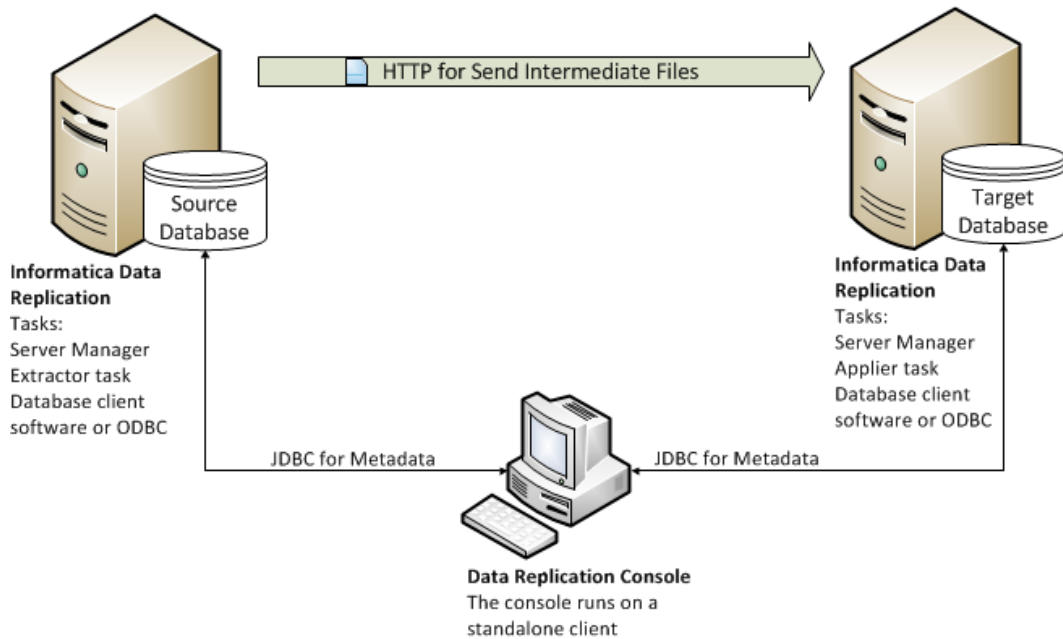 HTTP for Send Intermediate Files
Source
Database
Target
Database
Informatica Data
Replication
Tasks:
Server Manager
Extractor task
Database client
software or ODBC
Informatica Data
Replication
Tasks:
Server Manager
Applier task
Database client
software or ODBC
JDBC for Metadata
JDBC for Metadata
Data Replication Console
The console runs on a
standalone client